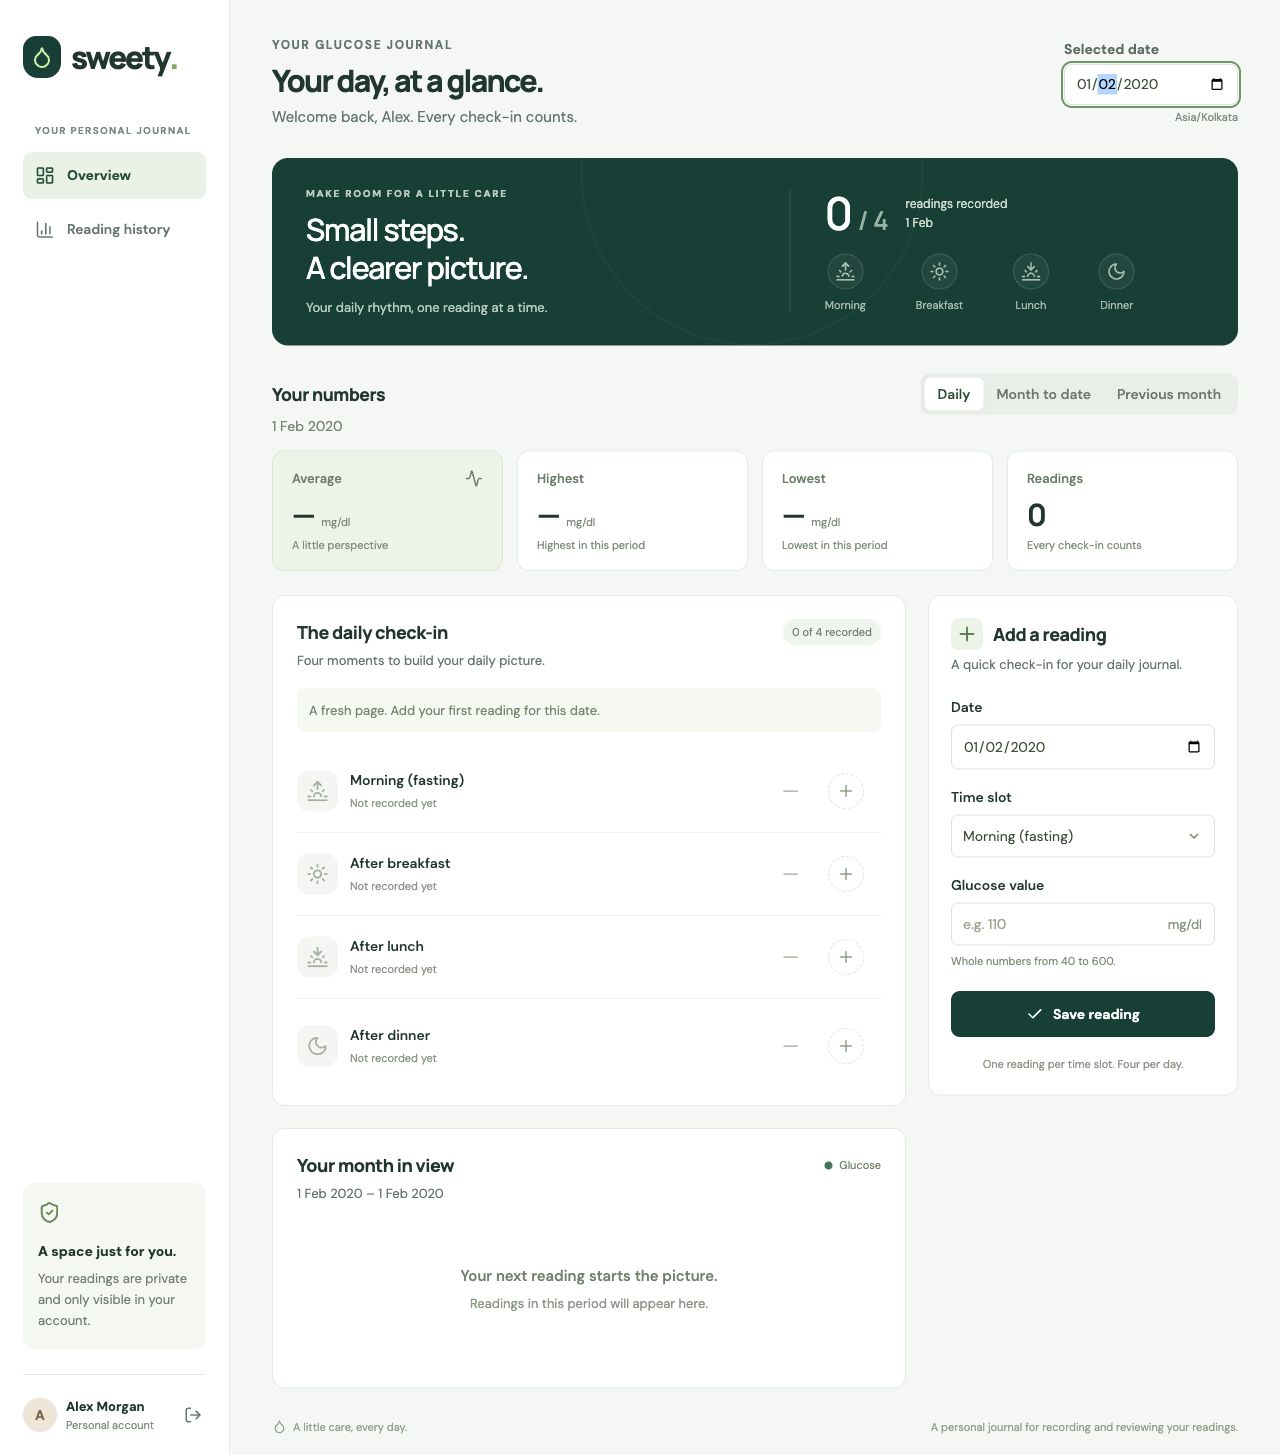 sweety.
YOUR PERSONAL JOURNAL
Overview
Reading history
A space just for you.
Your readings are private
and only visible in your
account.
A
Alex Morgan
Personal account
YOUR GLUCOSE JOURNAL
Your day, at a glance.
Welcome back, Alex. Every check-in counts.
Selected date
01/02/2020
Asia/Kolkata
MAKE ROOM FOR A LITTLE CARE
Small steps.
A clearer picture.
Your daily rhythm, one reading at a time.
0 / 4
readings recorded
1 Feb
Morning
Breakfast
Lunch
Dinner
Your numbers
1 Feb 2020
Daily
Month to date
Previous month
Average
— mg/dl
A little perspective
Highest
— mg/dl
Highest in this period
Lowest
— mg/dl
Lowest in this period
Readings
0
Every check-in counts
The daily check-in
0 of 4 recorded
Four moments to build your daily picture.
A fresh page. Add your first reading for this date.
Morning (fasting)
Not recorded yet
—
After breakfast
Not recorded yet
—
After lunch
Not recorded yet
—
After dinner
Not recorded yet
—
Add a reading
A quick check-in for your daily journal.
Date
01/02/2020
Time slot
Morning (fasting)
Glucose value
e.g. 110 mg/dl
Whole numbers from 40 to 600.
Save reading
One reading per time slot. Four per day.
Your month in view
Glucose
1 Feb 2020 – 1 Feb 2020
Your next reading starts the picture.
Readings in this period will appear here.
A little care, every day.
A personal journal for recording and reviewing your readings.